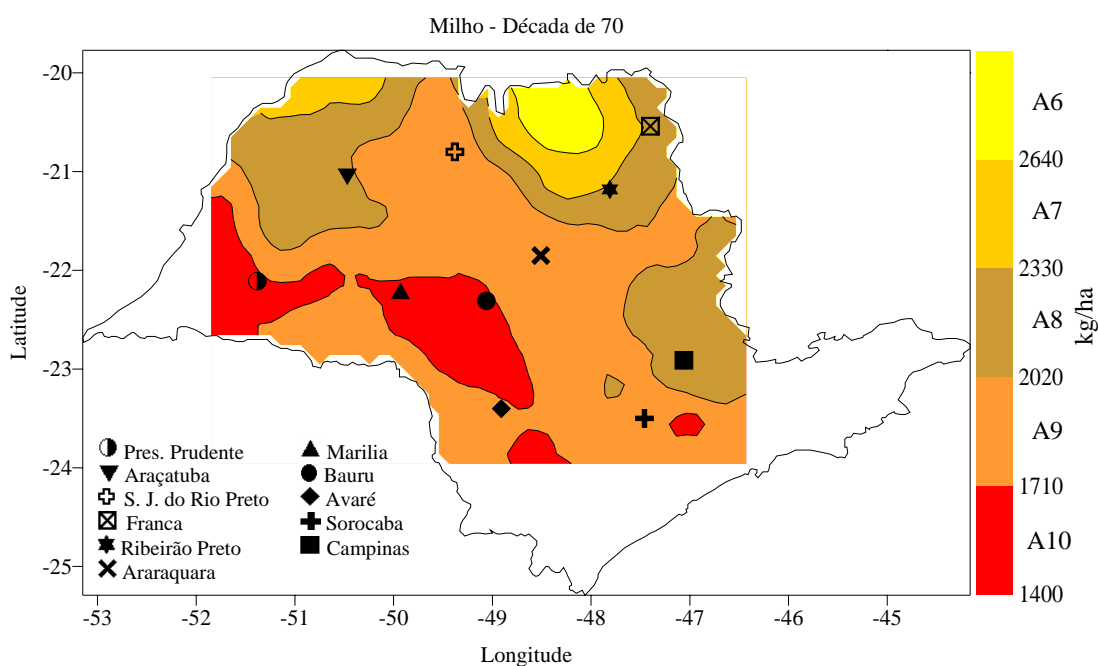 Milho - Década de 70
-20
-21
-22
-23
-24
-25
Latitude
-53 -52 -51 -50 -49 -48 -47 -46 -45
Longitude
Pres. Prudente
Araçatuba
S. J. do Rio Preto
Franca
Ribeirão Preto
Araraquara
Marilia
Bauru
Avaré
Sorocaba
Campinas
A6
2640
A7
2330
A8
2020
A9
1710
A10
1400
kg/ha